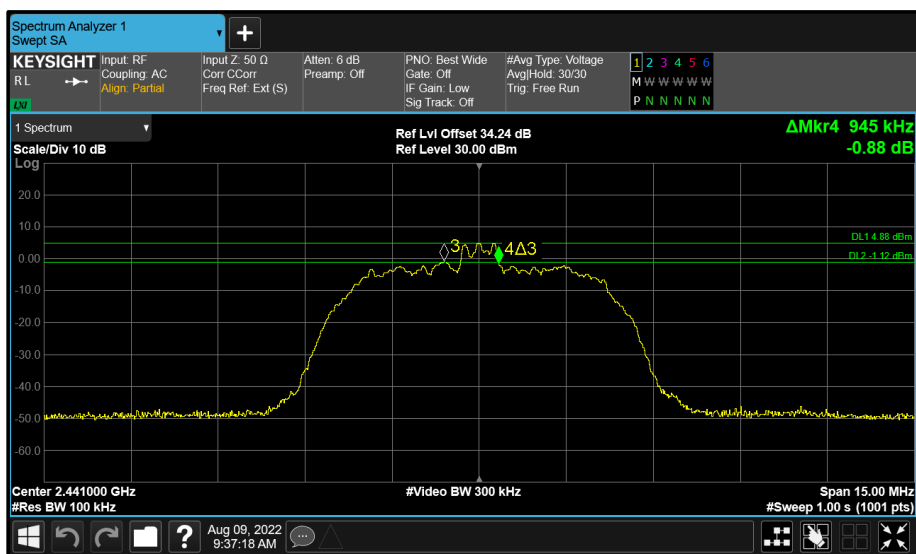 Spectrum Analyzer 1
Swept SA
+
KEYSIGHT
R L
LXI
Input: RF
Coupling: AC
Align: Partial
Input Z: 50 Ω
Corr CCorr
Freq Ref: Ext (S)
Atten: 6 dB
Preamp: Off
PNO: Best Wide
Gate: Off
IF Gain: Low
Sig Track: Off
#Avg Type: Voltage
Avg|Hold: 30/30
Trig: Free Run
1 2 3 4 5 6
M W W W W W
P N N N N N
1 Spectrum
Scale/Div 10 dB
Log
Ref Lvl Offset 34.24 dB
Ref Level 30.00 dBm
ΔMkr4 945 kHz
-0.88 dB
20.0
10.0
0.00
-10.0
-20.0
-30.0
-40.0
-50.0
-60.0
3
4Δ3
DL1 4.88 dBm
DL2 -1.12 dBm
Center 2.441000 GHz
#Res BW 100 kHz
#Video BW 300 kHz
Span 15.00 MHz
#Sweep 1.00 s (1001 pts)
?
Aug 09, 2022
9:37:18 AM